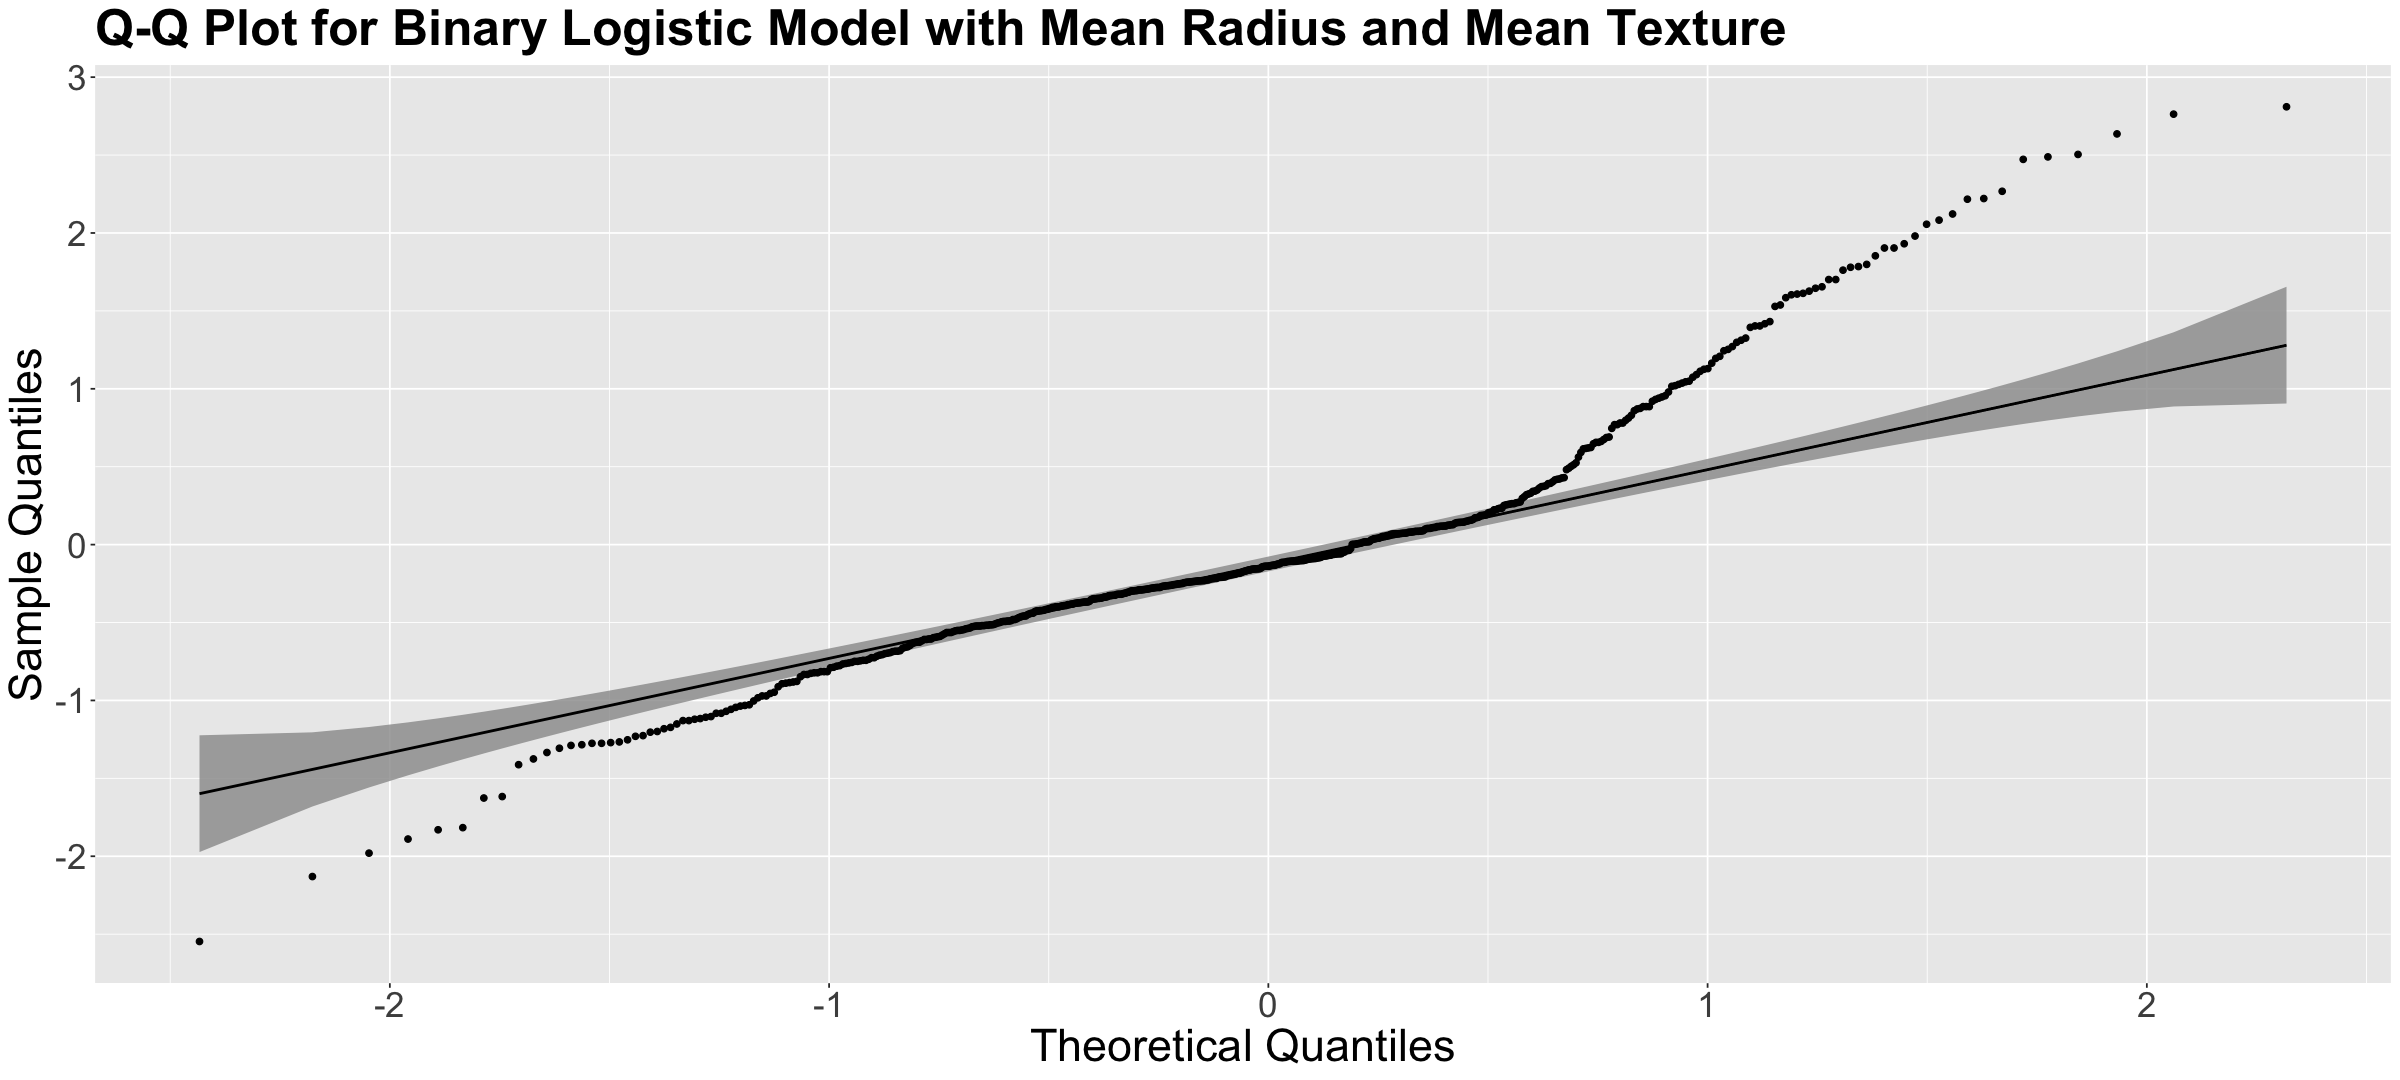 Q-Q Plot for Binary Logistic Model with Mean Radius and Mean Texture
3
2
1
0
-1
-2
Sample Quantiles
-2 -1 0 1 2
Theoretical Quantiles